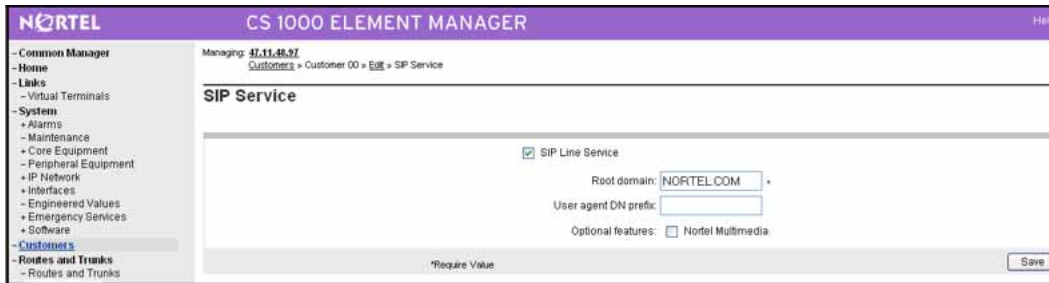 NORTEL
CS 1000 ELEMENT MANAGER
Hel
- Common Manager
- Home
- Links
- Virtual Terminals
- System
+ Alarms
- Maintenance
+ Core Equipment
- Peripheral Equipment
+ IP Network
+ Interfaces
- Engineered Values
+ Emergency Services
+ Software
- Customers
- Routes and Trunks
- Routes and Trunks
Managing: 47.11.48.97
Customers » Customer 00 » Edit » SIP Service
SIP Service
SIP Line Service
Root domain: NORTEL.COM *
User agent DN prefix:
Optional features: Nortel Multimedia
*Require Value
Save